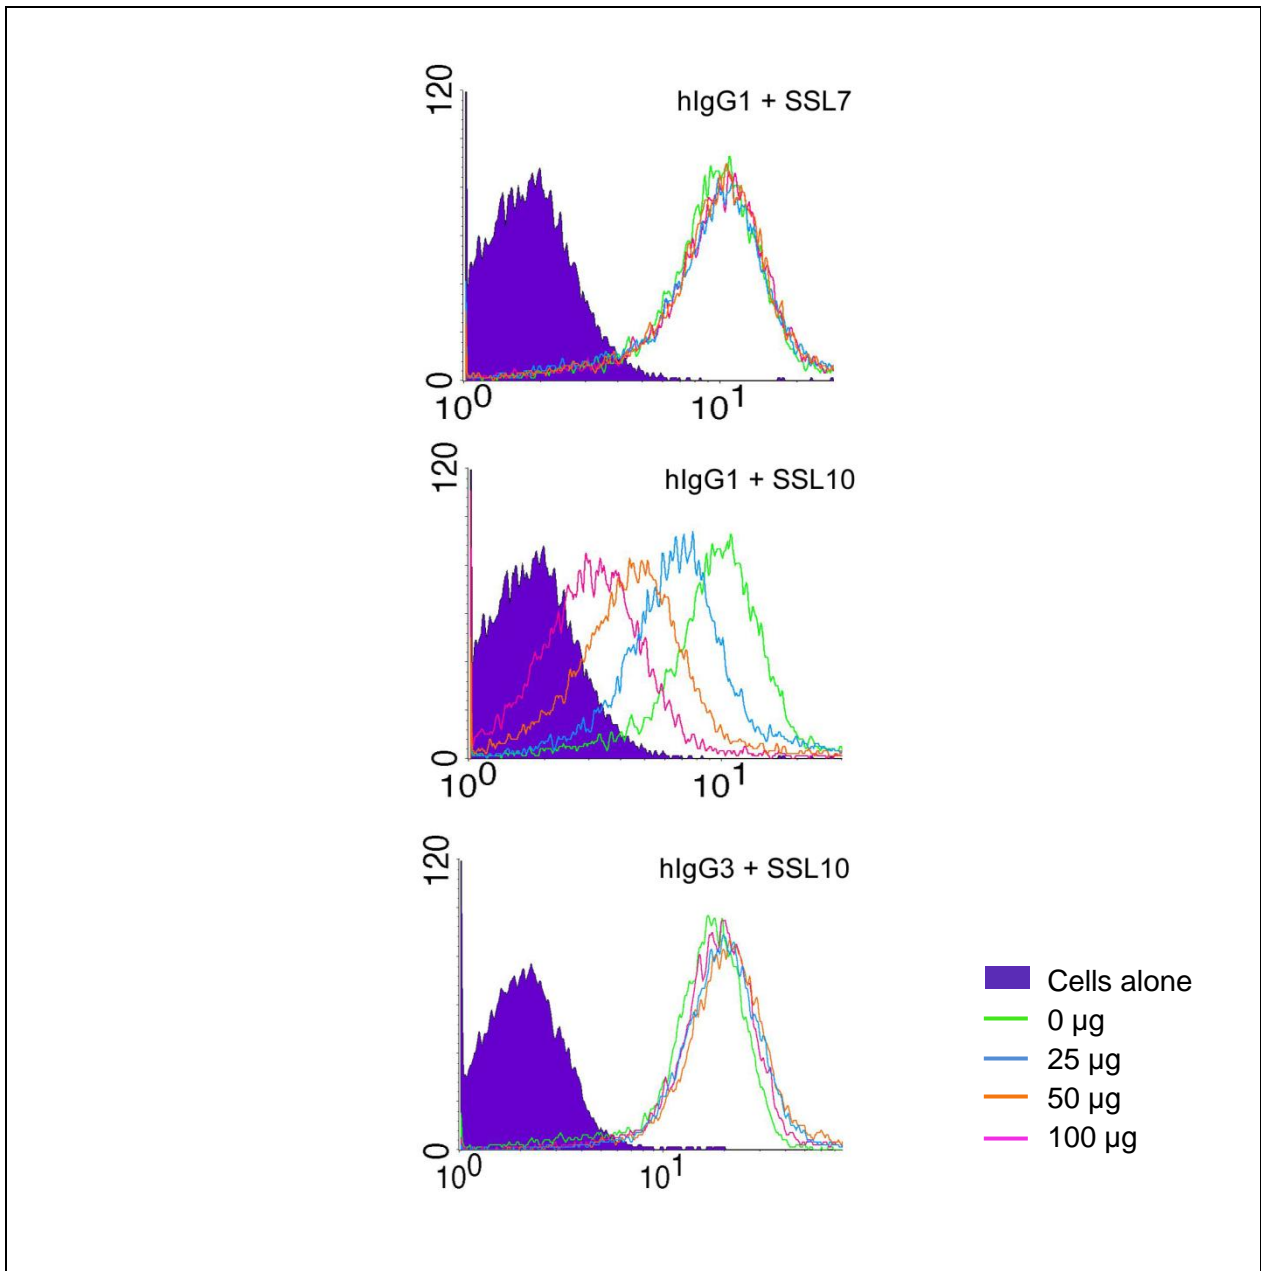 120
hIgG1 + SSL7
0
10⁰ 10¹
120
hIgG1 + SSL10
0
10⁰ 10¹
120
hIgG3 + SSL10
0
10⁰ 10¹
Cells alone
0 µg
25 µg
50 µg
100 µg